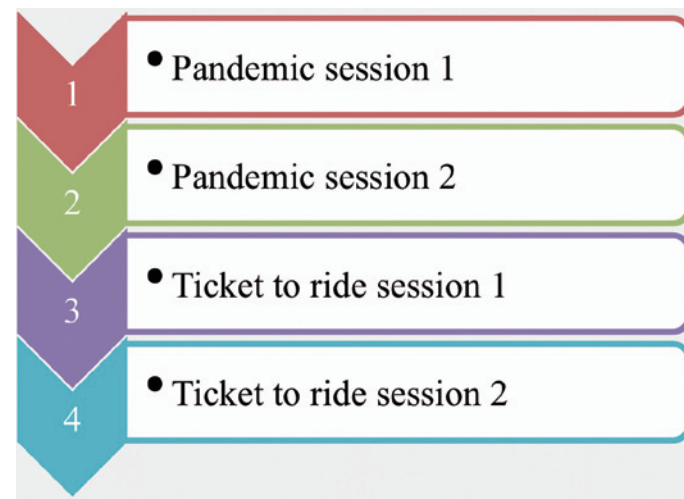 1
• Pandemic session 1
2
• Pandemic session 2
3
• Ticket to ride session 1
4
• Ticket to ride session 2